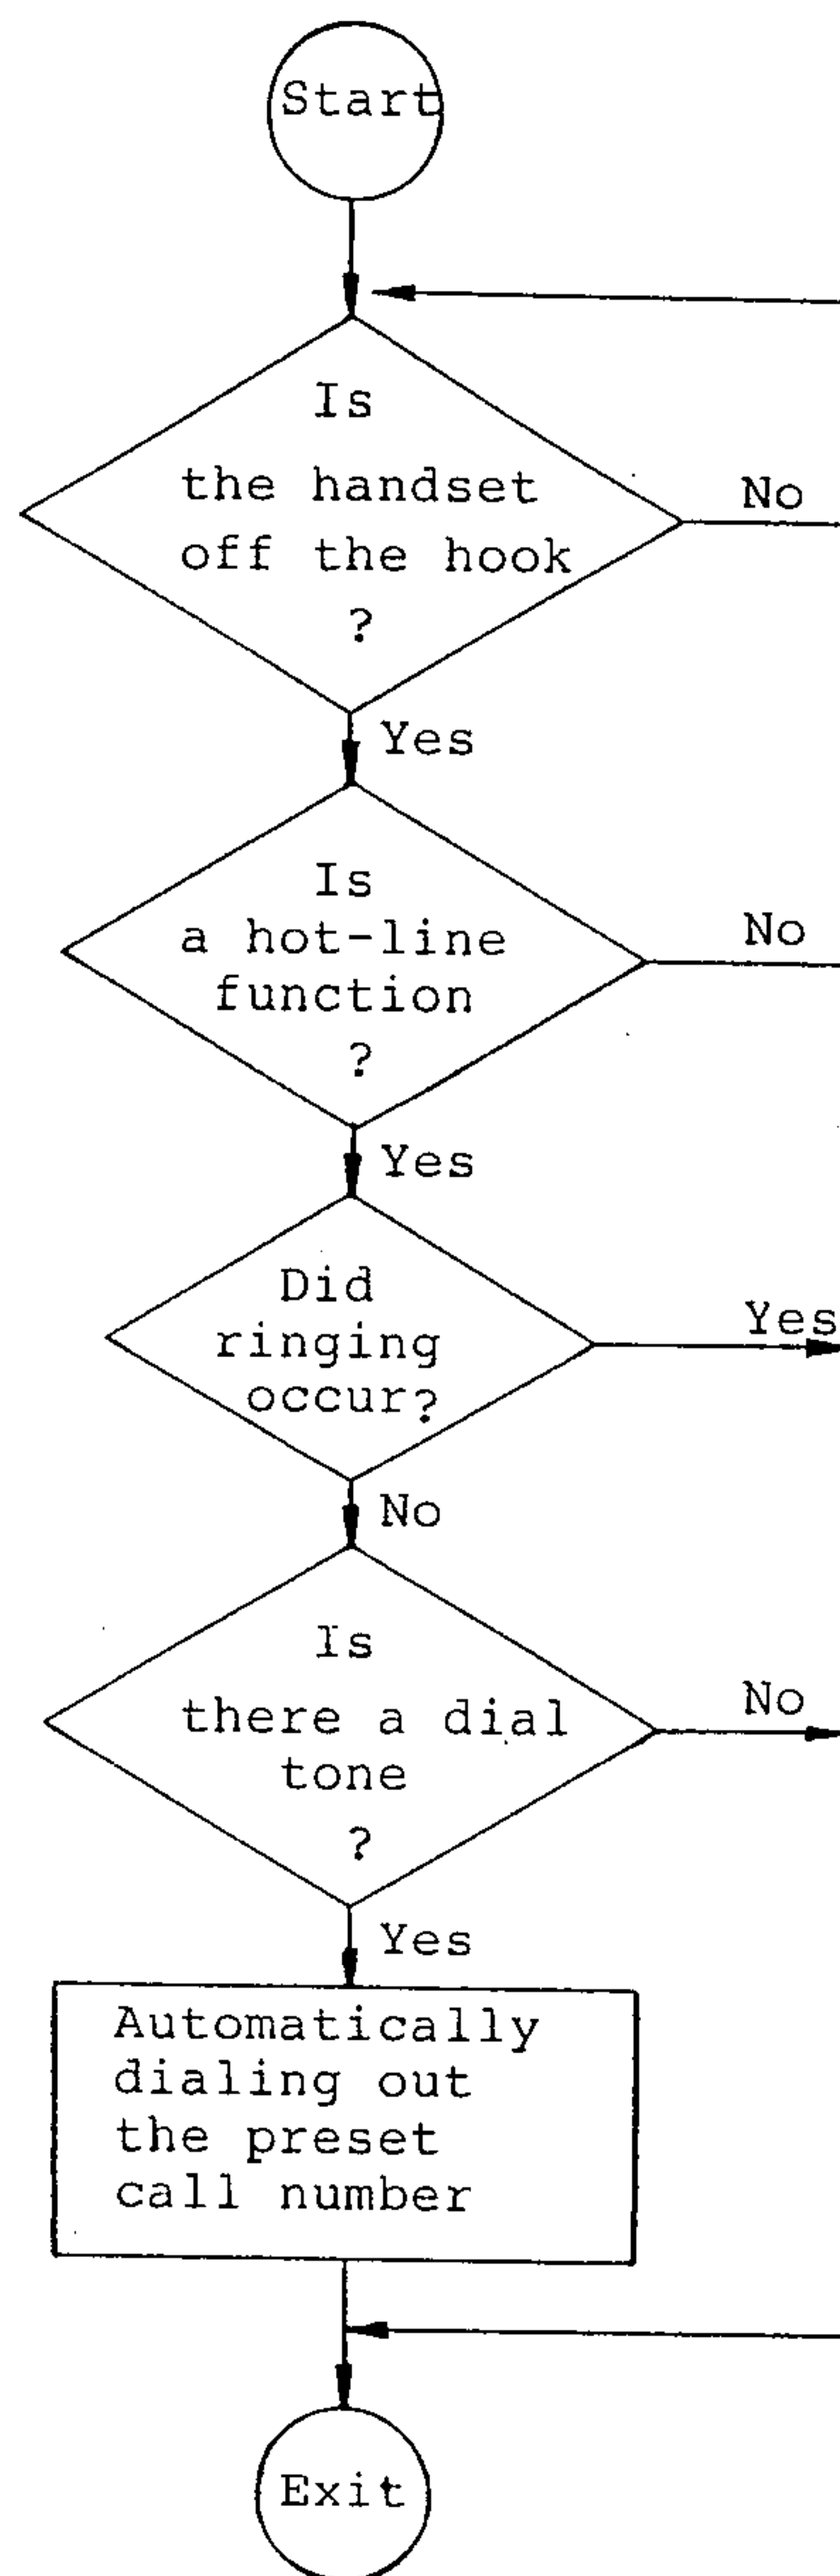 Start
Is
the handset
off the hook
?
No
Yes
Is
a hot-line
function
?
No
Yes
Did
ringing
occur?
Yes
No
Is
there a dial
tone
?
No
Yes
Automatically
dialing out
the preset
call number
Exit